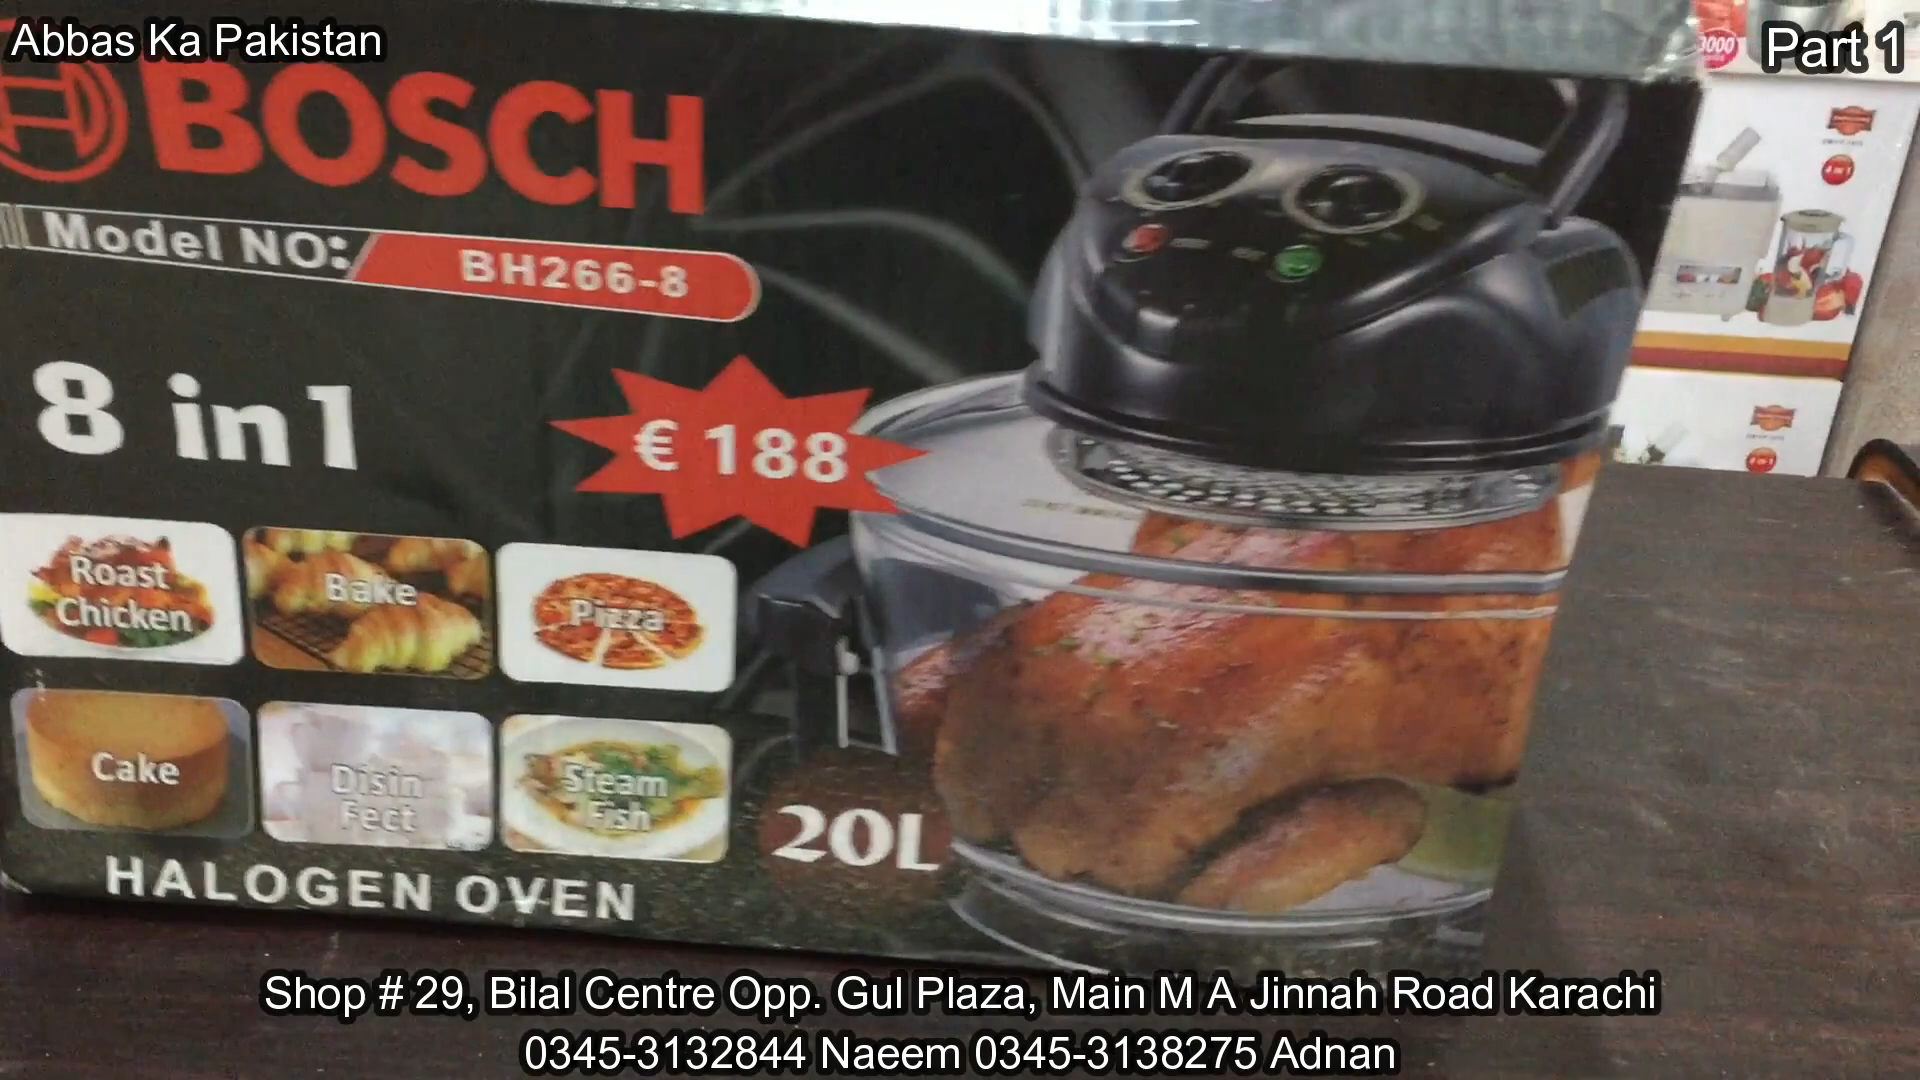 Abbas Ka Pakistan
Part 1
BOSCH
3000
Model NO: BH266-8
8 in 1
€ 188
Roast
Chicken
Bake
Pizza
Cake
Disin
Fect
Steam
Fish
20L
HALOGEN OVEN
Shop # 29, Bilal Centre Opp. Gul Plaza, Main M A Jinnah Road Karachi
0345-3132844 Naeem 0345-3138275 Adnan